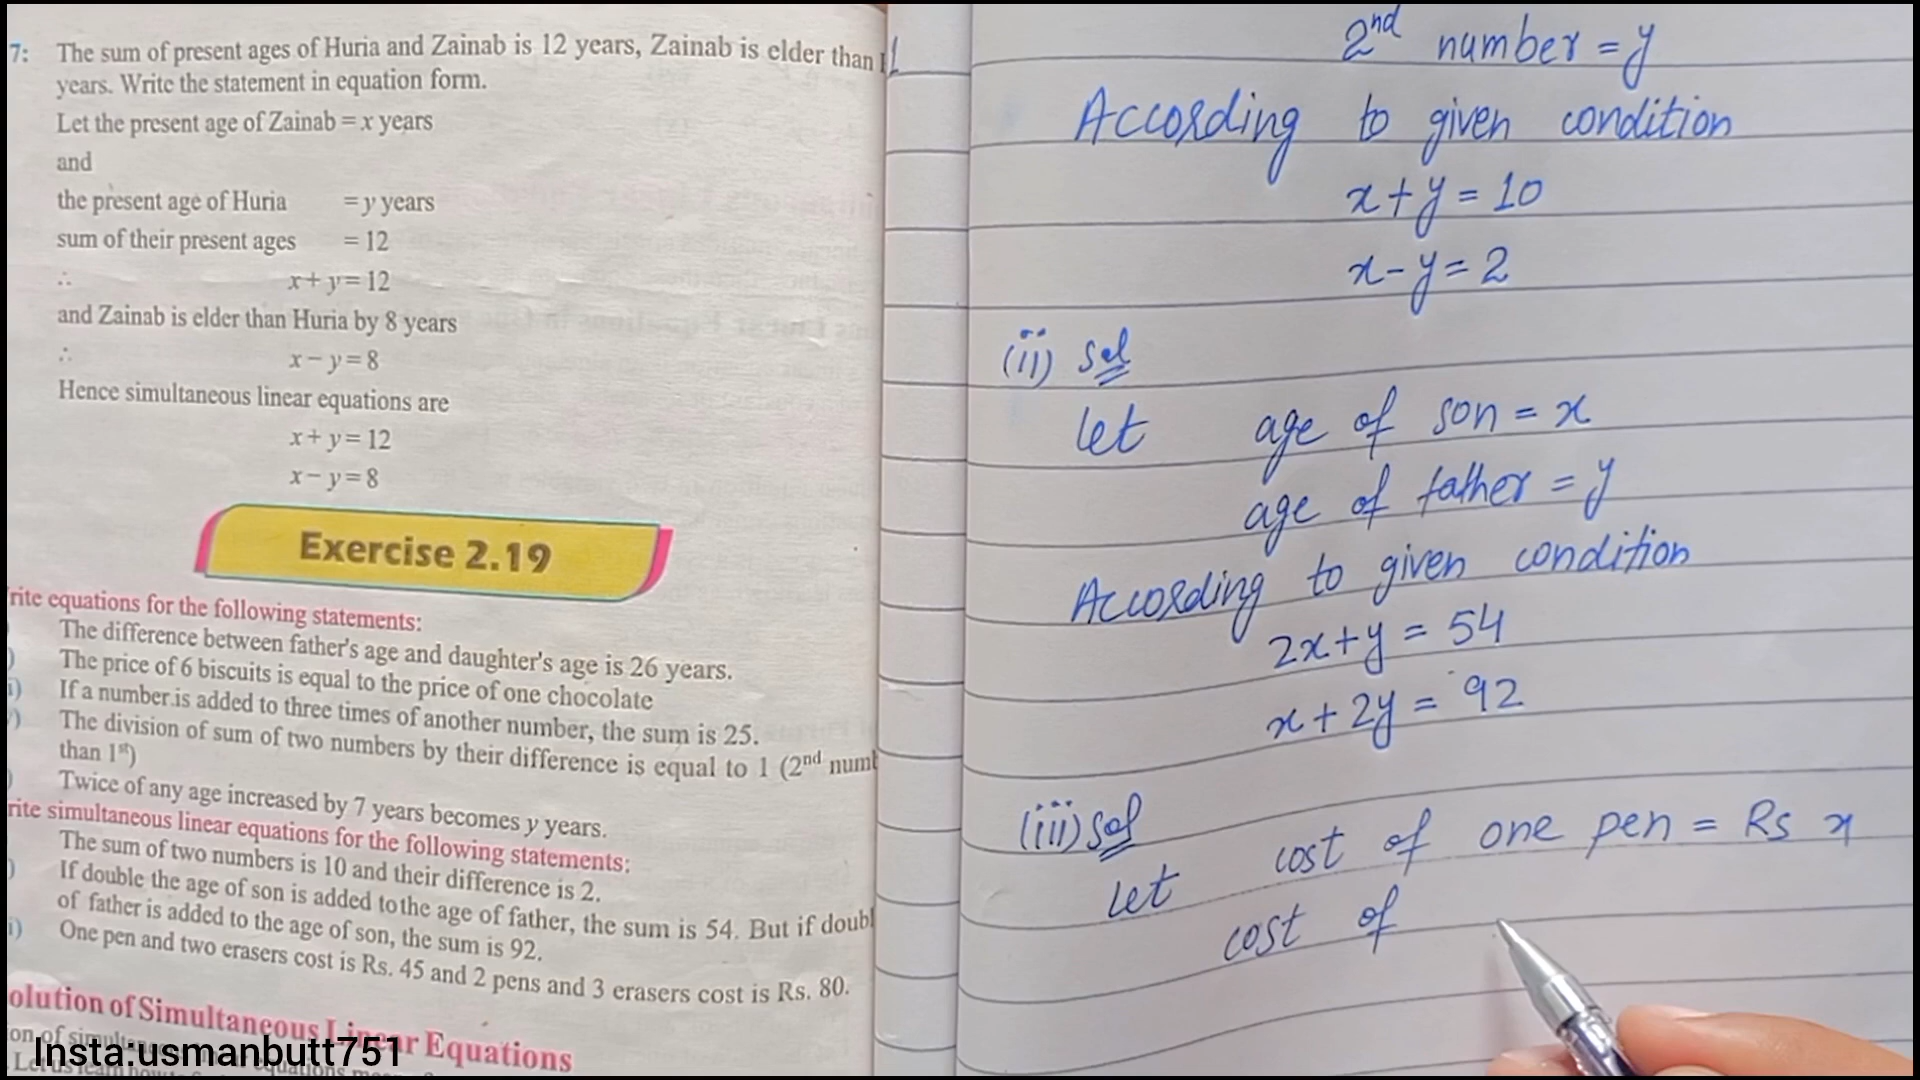 7: The sum of present ages of Huria and Zainab is 12 years, Zainab is elder than
years. Write the statement in equation form.
Let the present age of Zainab = x years
and
the present age of Huria = y years
sum of their present ages = 12
∴ x + y = 12
and Zainab is elder than Huria by 8 years
∴ x − y = 8
Hence simultaneous linear equations are
x + y = 12
x − y = 8
Exercise 2.19
rite equations for the following statements:
The difference between father's age and daughter's age is 26 years.
) The price of 6 biscuits is equal to the price of one chocolate
i) If a number is added to three times of another number, the sum is 25.
) The division of sum of two numbers by their difference is equal to 1 (2nd numb
than 1st)
) Twice of any age increased by 7 years becomes y years.
rite simultaneous linear equations for the following statements:
The sum of two numbers is 10 and their difference is 2.
) If double the age of son is added to the age of father, the sum is 54. But if doubl
of father is added to the age of son, the sum is 92.
i) One pen and two erasers cost is Rs. 45 and 2 pens and 3 erasers cost is Rs. 80.
olution of Simultaneous Linear Equations
on of
Insta:usmanbutt751
2nd number = y
According to given condition
x + y = 10
x - y = 2
(ii) sol
let age of son = x
age of father = y
According to given condition
2x + y = 54
x + 2y = 92
(iii) sol
let cost of one pen = Rs x
cost of